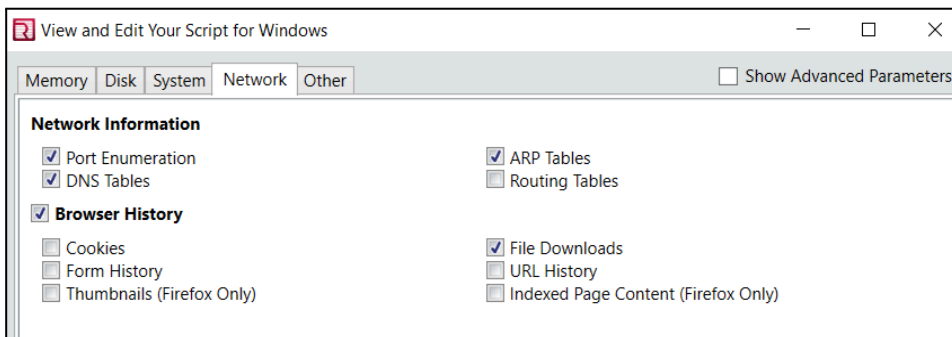 View and Edit Your Script for Windows
Memory Disk System Network Other Show Advanced Parameters
Network Information
Port Enumeration ARP Tables
DNS Tables Routing Tables
Browser History
Cookies File Downloads
Form History URL History
Thumbnails (Firefox Only) Indexed Page Content (Firefox Only)